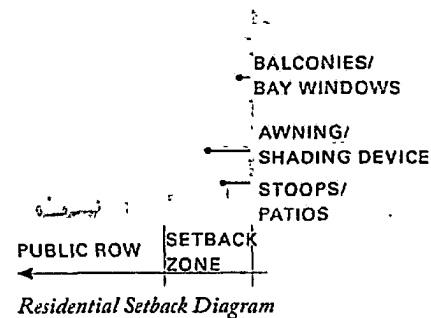 BALCONIES/
BAY WINDOWS
AWNING/
SHADING DEVICE
STOOPS/
PATIOS
PUBLIC ROW
SETBACK
ZONE
Residential Setback Diagram